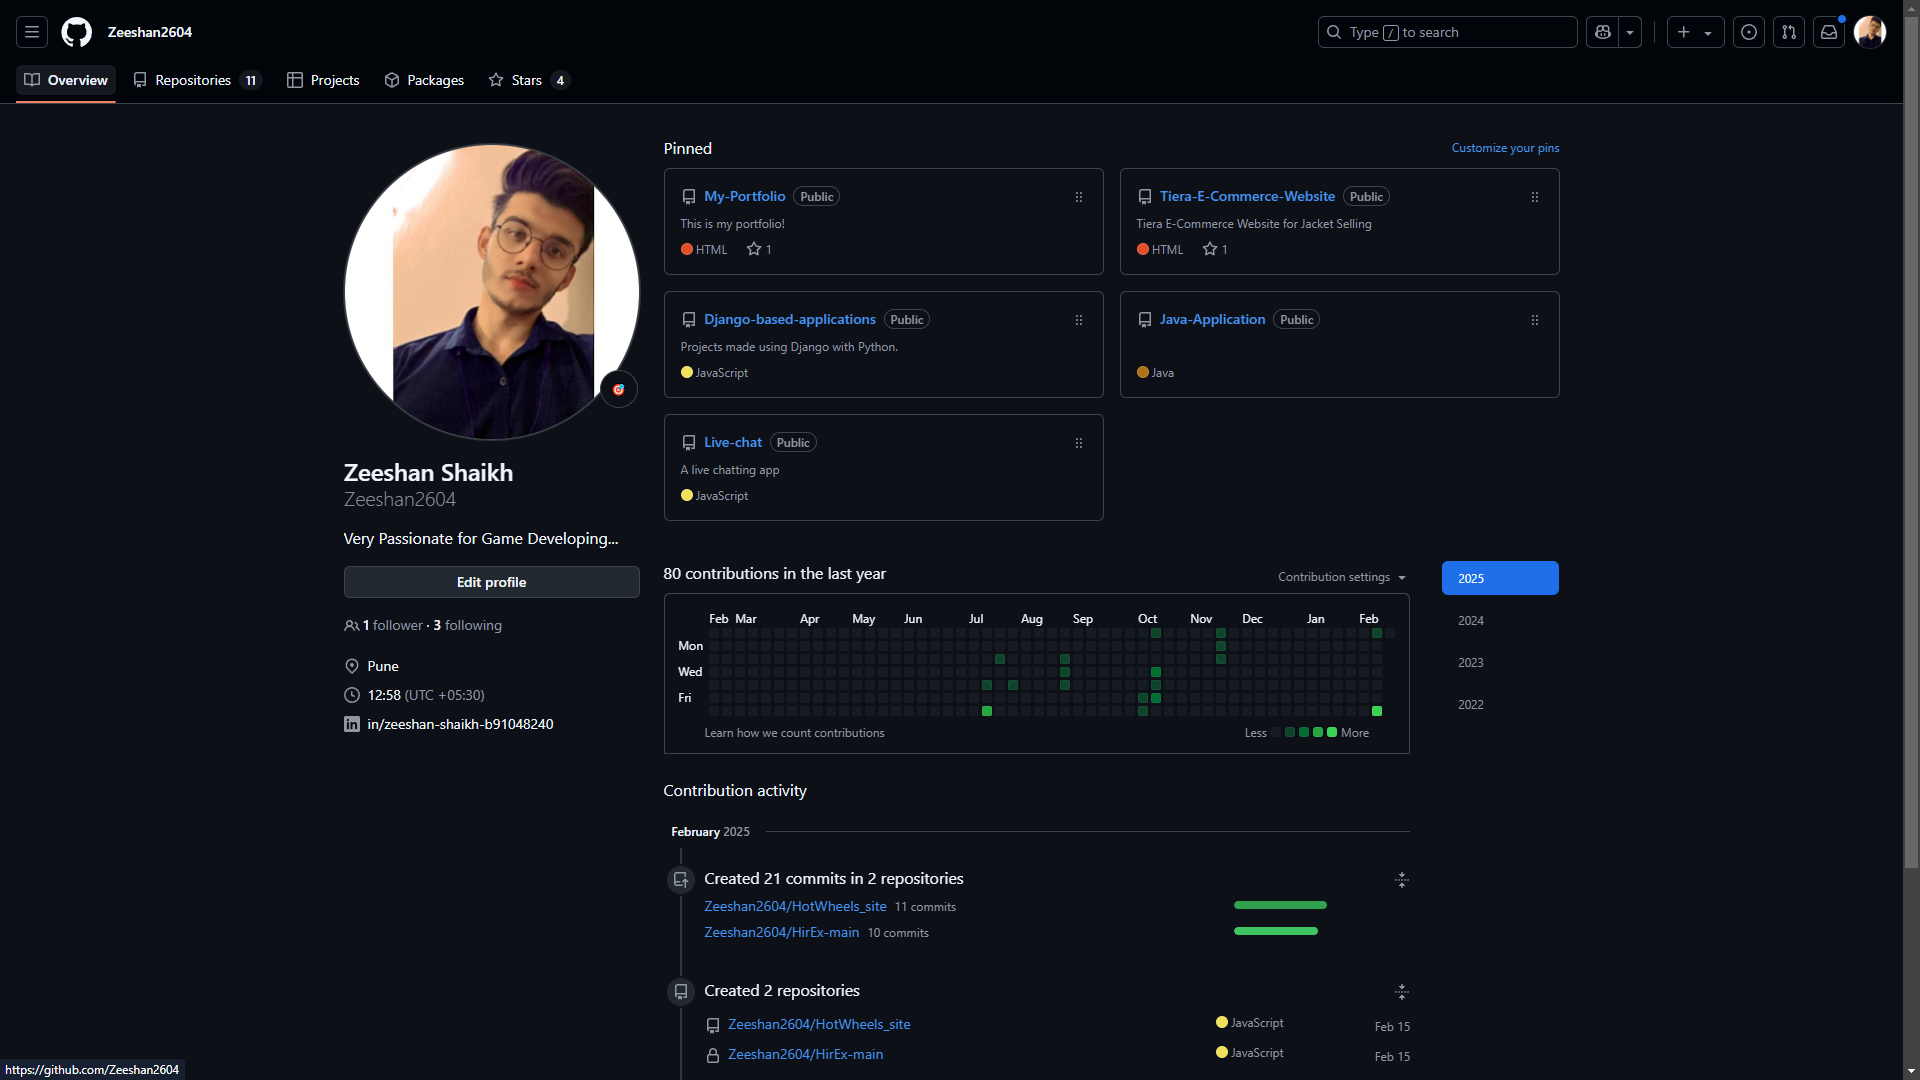 Zeeshan2604
Type / to search
Overview
Repositories 11
Projects
Packages
Stars 4
Zeeshan Shaikh
Zeeshan2604
Very Passionate for Game Developing...
Edit profile
1 follower · 3 following
Pune
12:58 (UTC +05:30)
in/zeeshan-shaikh-b91048240
Pinned
Customize your pins
My-Portfolio Public
This is my portfolio!
HTML 1
Tiera-E-Commerce-Website Public
Tiera E-Commerce Website for Jacket Selling
HTML 1
Django-based-applications Public
Projects made using Django with Python.
JavaScript
Java-Application Public
Java
Live-chat Public
A live chatting app
JavaScript
80 contributions in the last year
Contribution settings
2025
2024
2023
2022
Feb Mar Apr May Jun Jul Aug Sep Oct Nov Dec Jan Feb
Mon
Wed
Fri
Learn how we count contributions
Less More
Contribution activity
February 2025
Created 21 commits in 2 repositories
Zeeshan2604/HotWheels_site 11 commits
Zeeshan2604/HirEx-main 10 commits
Created 2 repositories
Zeeshan2604/HotWheels_site JavaScript Feb 15
Zeeshan2604/HirEx-main JavaScript Feb 15
https://github.com/Zeeshan2604